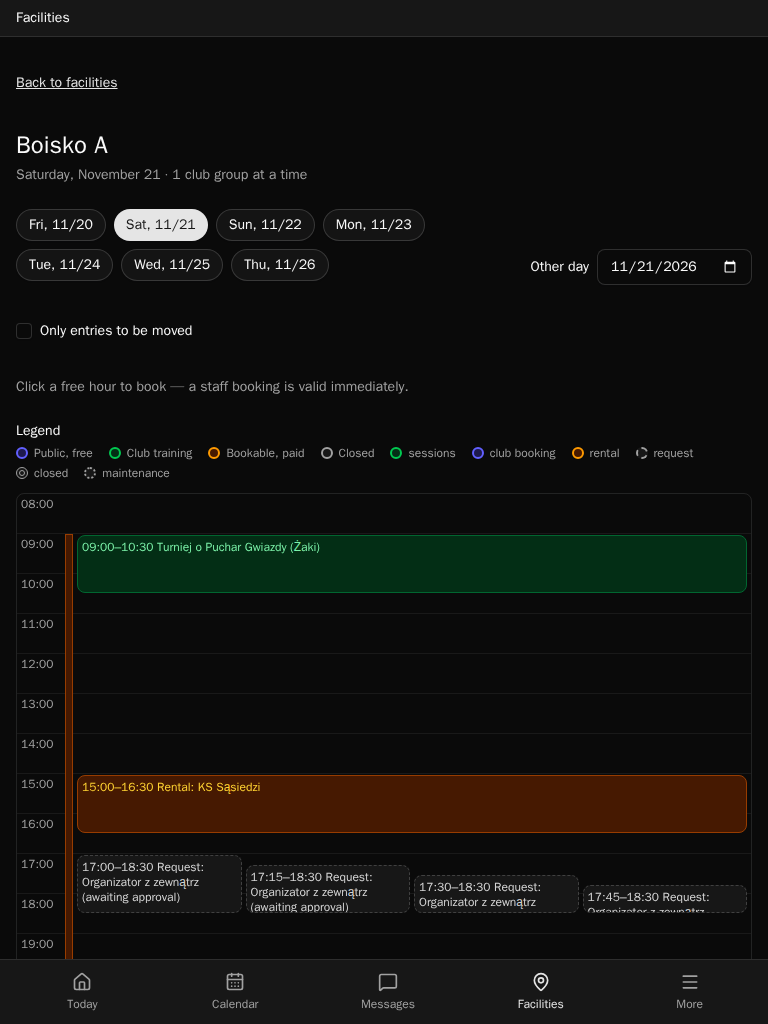 Facilities
Back to facilities
Boisko A
Saturday, November 21 · 1 club group at a time
Fri, 11/20
Sat, 11/21
Sun, 11/22
Mon, 11/23
Tue, 11/24
Wed, 11/25
Thu, 11/26
Other day
11/21/2026
Only entries to be moved
Click a free hour to book — a staff booking is valid immediately.
Legend
Public, free
Club training
Bookable, paid
Closed
sessions
club booking
rental
request
closed
maintenance
08:00
09:00
09:00–10:30 Turniej o Puchar Gwiazdy (Żaki)
10:00
11:00
12:00
13:00
14:00
15:00
15:00–16:30 Rental: KS Sąsiedzi
16:00
17:00
17:00–18:30 Request:
Organizator z zewnątrz
(awaiting approval)
17:15–18:30 Request:
Organizator z zewnątrz
(awaiting approval)
17:30–18:30 Request:
Organizator z zewnątrz
17:45–18:30 Request:
Organizator z zewnątrz
18:00
19:00
Today
Calendar
Messages
Facilities
More